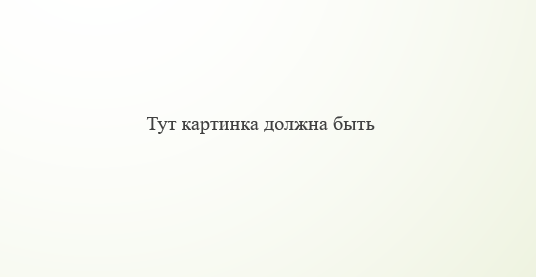 Тут картинка должна быть